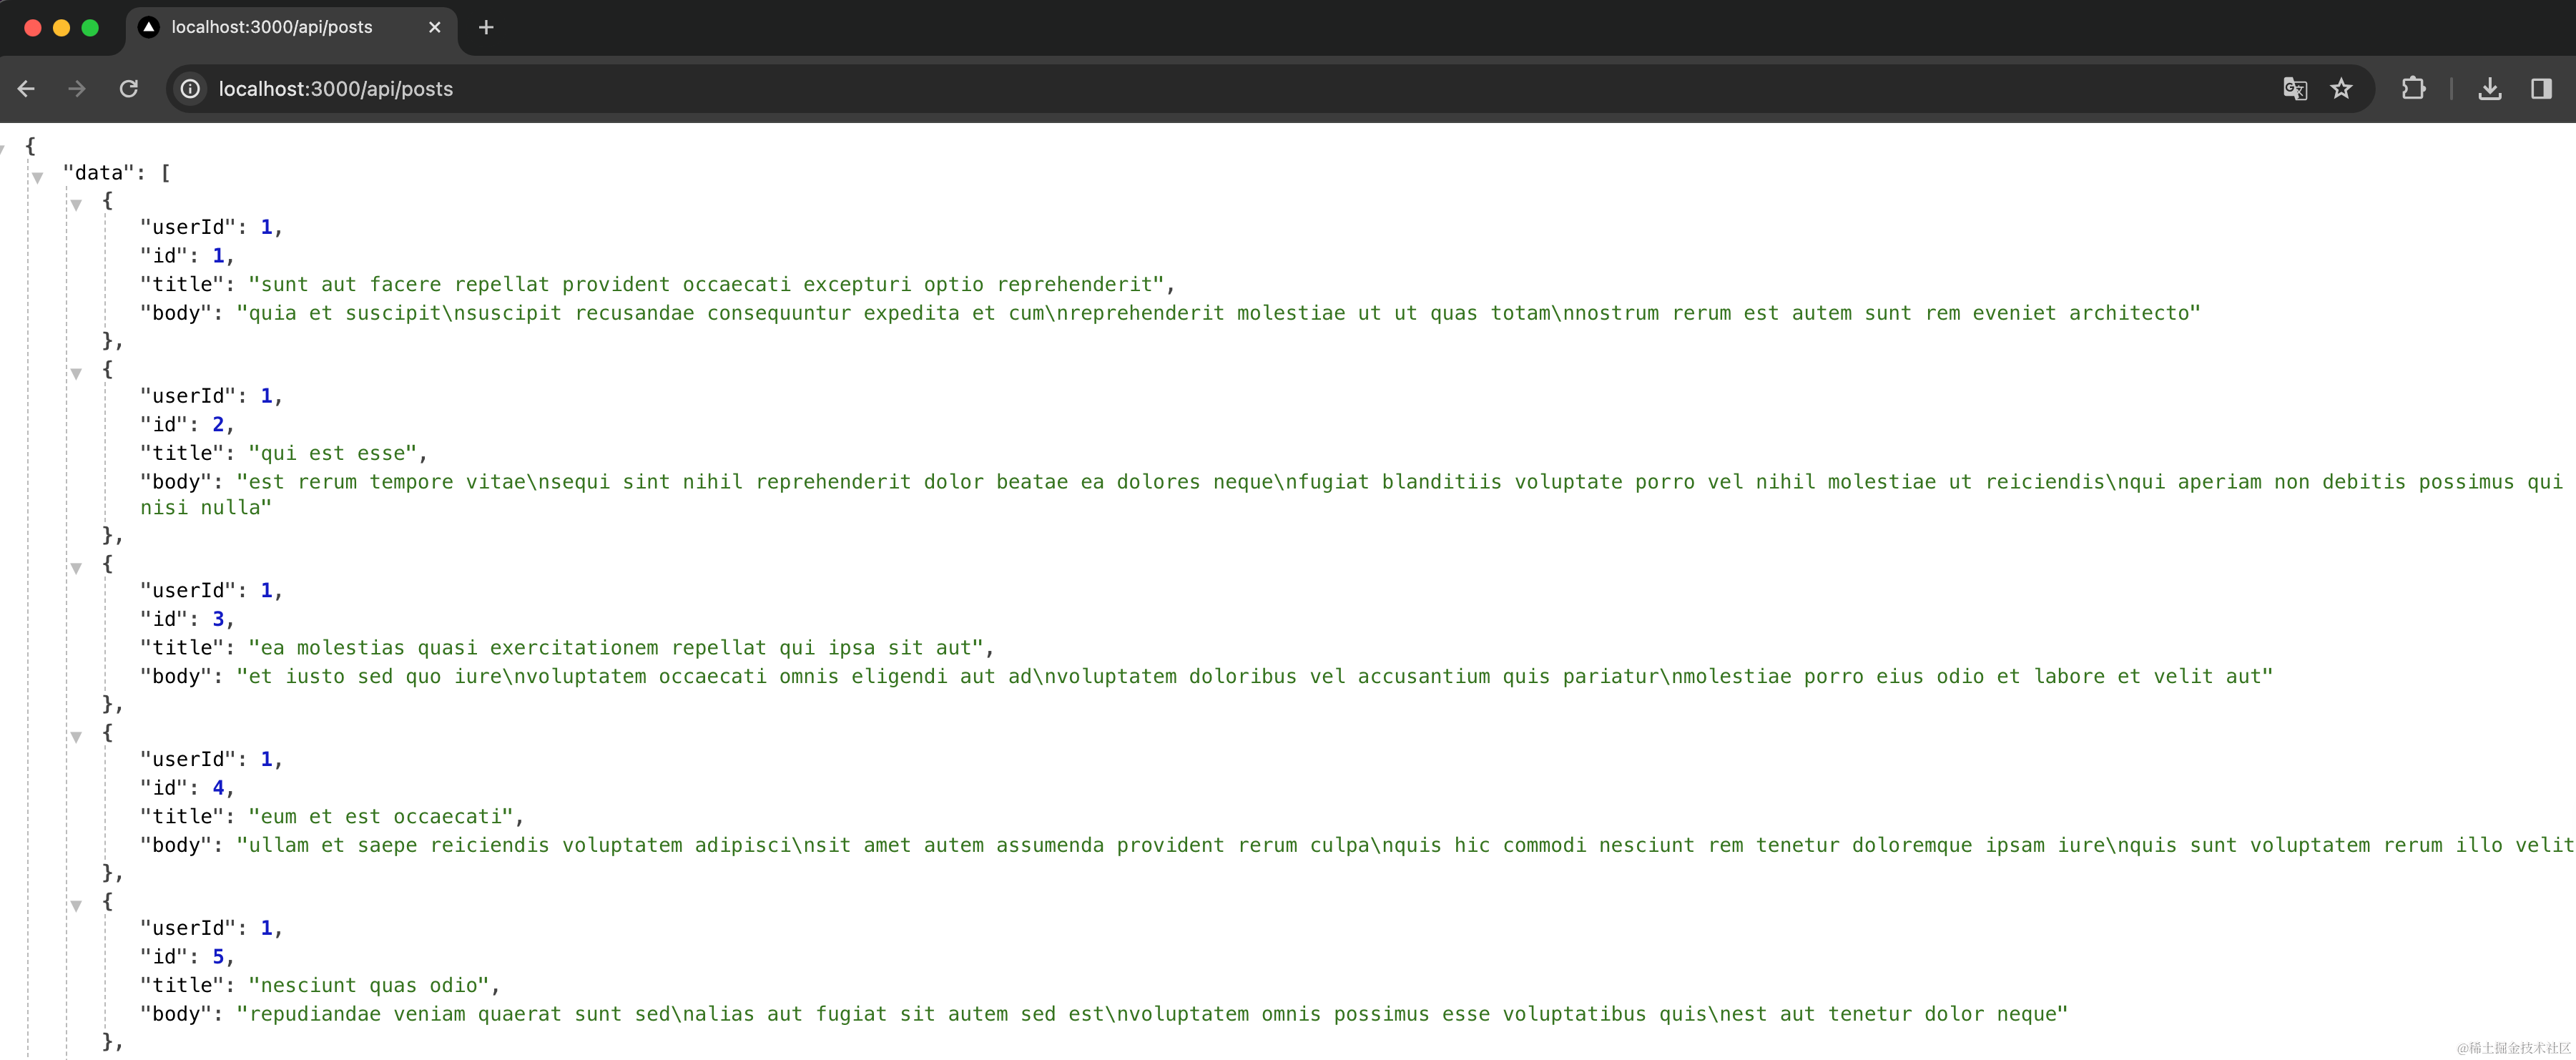 localhost:3000/api/posts
localhost:3000/api/posts
{
"data": [
{
"userId": 1,
"id": 1,
"title": "sunt aut facere repellat provident occaecati excepturi optio reprehenderit",
"body": "quia et suscipit\nsuscipit recusandae consequuntur expedita et cum\nreprehenderit molestiae ut ut quas totam\nnostrum rerum est autem sunt rem eveniet architecto"
},
{
"userId": 1,
"id": 2,
"title": "qui est esse",
"body": "est rerum tempore vitae\nsequi sint nihil reprehenderit dolor beatae ea dolores neque\nfugiat blanditiis voluptate porro vel nihil molestiae ut reiciendis\nqui aperiam non debitis possimus qui
nisi nulla"
},
{
"userId": 1,
"id": 3,
"title": "ea molestias quasi exercitationem repellat qui ipsa sit aut",
"body": "et iusto sed quo iure\nvoluptatem occaecati omnis eligendi aut ad\nvoluptatem doloribus vel accusantium quis pariatur\nmolestiae porro eius odio et labore et velit aut"
},
{
"userId": 1,
"id": 4,
"title": "eum et est occaecati",
"body": "ullam et saepe reiciendis voluptatem adipisci\nsit amet autem assumenda provident rerum culpa\nquis hic commodi nesciunt rem tenetur doloremque ipsam iure\nquis sunt voluptatem rerum illo velit
},
{
"userId": 1,
"id": 5,
"title": "nesciunt quas odio",
"body": "repudiandae veniam quaerat sunt sed\nalias aut fugiat sit autem sed est\nvoluptatem omnis possimus esse voluptatibus quis\nest aut tenetur dolor neque"
},
@稀土掘金技术社区